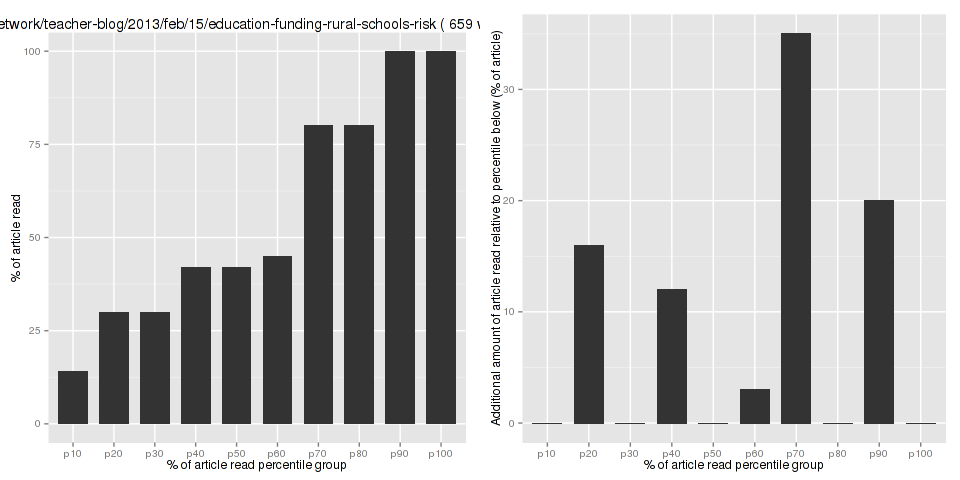 etwork/teacher-blog/2013/feb/15/education-funding-rural-schools-risk ( 659
% of article read
100
75
50
25
0
p10 p20 p30 p40 p50 p60 p70 p80 p90 p100
% of article read percentile group
Additional amount of article read relative to percentile below (% of article)
30
20
10
0
p10 p20 p30 p40 p50 p60 p70 p80 p90 p100
% of article read percentile group